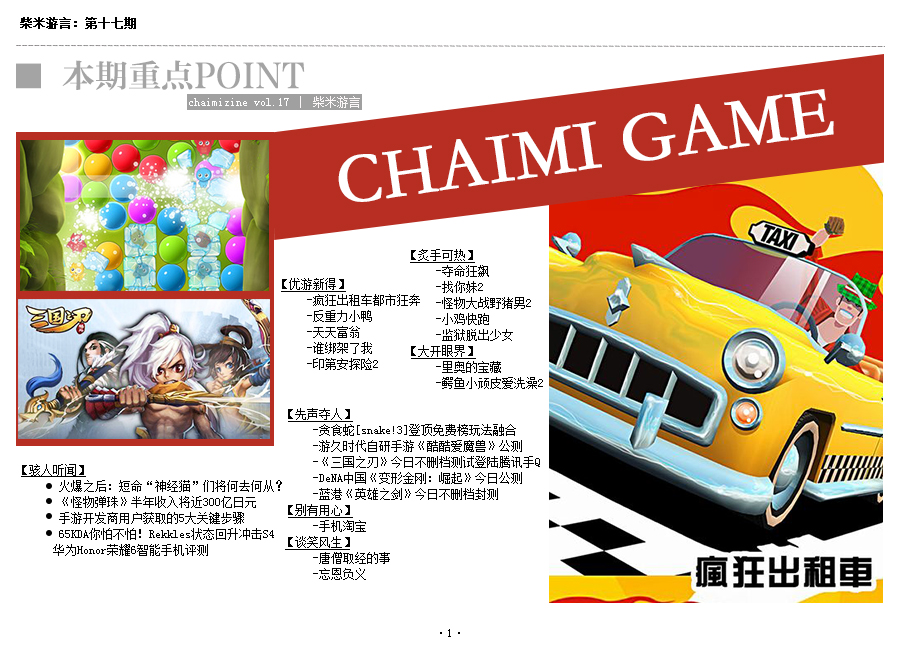 柴米游言：第十七期
本期重点POINT
chaimizine vol.17 | 柴米游言
CHAIMI GAME
三国之刃
TAXI
【优游新得】
-疯狂出租车都市狂奔
-反重力小鸭
-天天富翁
-谁绑架了我
-印第安探险2
【炙手可热】
-夺命狂飙
-找你妹2
-怪物大战野猪男2
-小鸡快跑
-监狱脱出少女
【大开眼界】
-里奥的宝藏
-鳄鱼小顽皮爱洗澡2
【先声夺人】
-贪食蛇[snake!3]登顶免费榜玩法融合
-游久时代自研手游《酷酷爱魔兽》公测
-《三国之刃》今日不删档测试登陆腾讯手Q
-DeNA中国《变形金刚：崛起》今日公测
-蓝港《英雄之剑》今日不删档封测
【别有用心】
-手机淘宝
【谈笑风生】
-唐僧取经的事
-忘恩负义
【骇人听闻】
● 火爆之后：短命“神经猫”们将何去何从？
● 《怪物弹珠》半年收入将近300亿日元
● 手游开发商用户获取的5大关键步骤
● 65KDA你怕不怕！Rekkles状态回升冲击S4
华为Honor荣耀6智能手机评测
瘋狂出租車
·1·